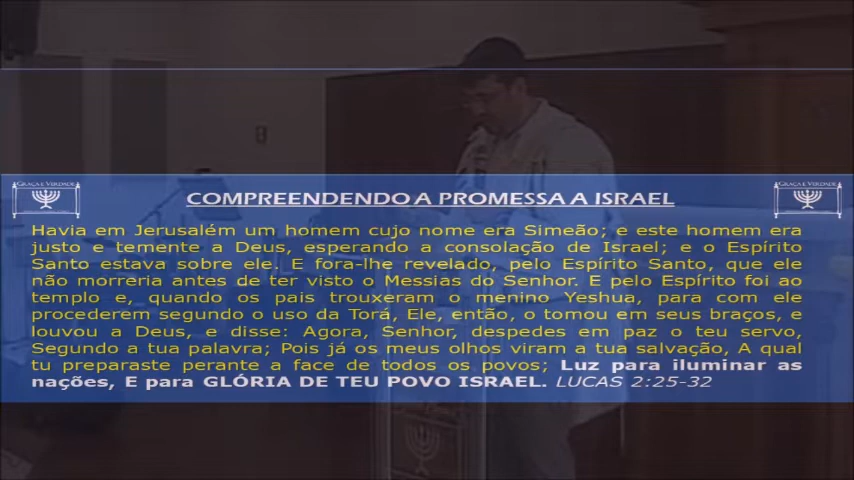 GRAÇA E VERDADE
GRAÇA E VERDADE
COMPREENDENDO A PROMESSA A ISRAEL
Havia em Jerusalém um homem cujo nome era Simeão; e este homem era
justo e temente a Deus, esperando a consolação de Israel; e o Espírito
Santo estava sobre ele. E fora-lhe revelado, pelo Espírito Santo, que ele
não morreria antes de ter visto o Messias do Senhor. E pelo Espírito foi ao
templo e, quando os pais trouxeram o menino Yeshua, para com ele
procederem segundo o uso da Torá, Ele, então, o tomou em seus braços, e
louvou a Deus, e disse: Agora, Senhor, despedes em paz o teu servo,
Segundo a tua palavra; Pois já os meus olhos viram a tua salvação, A qual
tu preparaste perante a face de todos os povos; Luz para iluminar as
nações, E para GLÓRIA DE TEU POVO ISRAEL. LUCAS 2:25-32